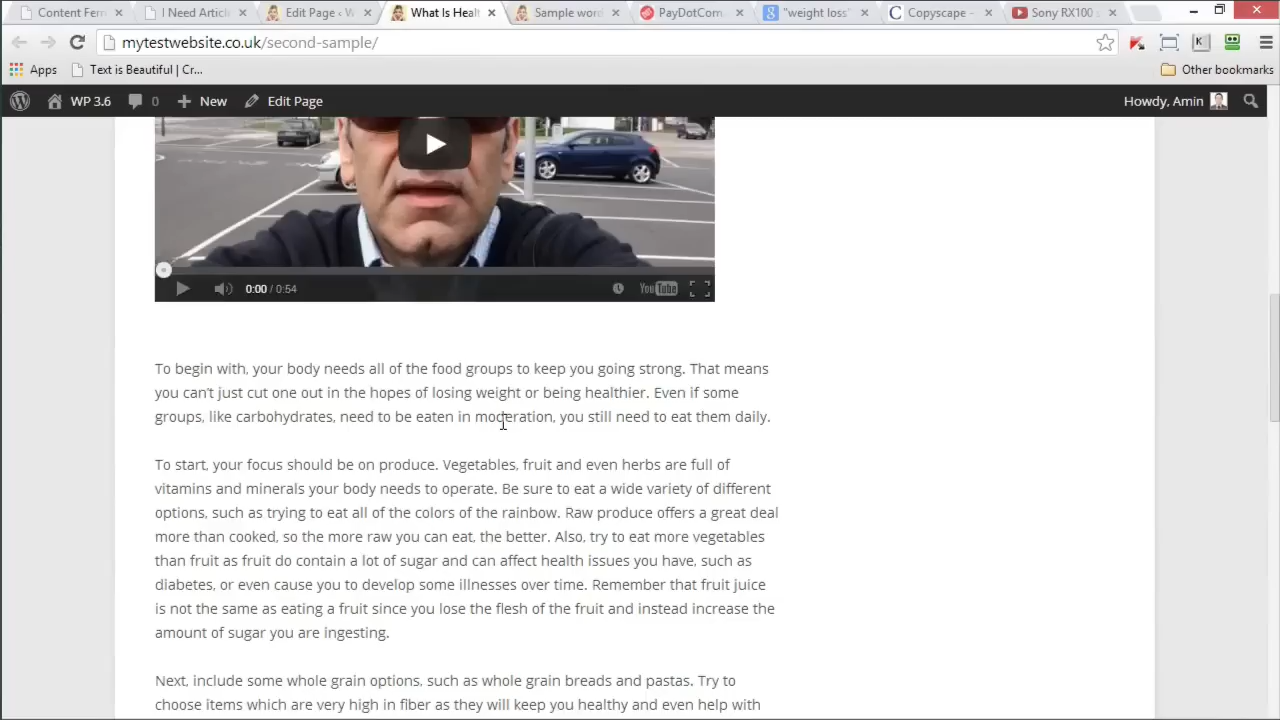 Content Ferm
I Need Article
Edit Page ‹ W
What Is Healt
Sample word
PayDotCom
"weight loss"
Copyscape -
Sony RX100
mytestwebsite.co.uk/second-sample/
Apps
Text is Beautiful | Cr...
Other bookmarks
WP 3.6
0
New
Edit Page
Howdy, Amin
0:00 / 0:54
YouTube
To begin with, your body needs all of the food groups to keep you going strong. That means
you can't just cut one out in the hopes of losing weight or being healthier. Even if some
groups, like carbohydrates, need to be eaten in moderation, you still need to eat them daily.
To start, your focus should be on produce. Vegetables, fruit and even herbs are full of
vitamins and minerals your body needs to operate. Be sure to eat a wide variety of different
options, such as trying to eat all of the colors of the rainbow. Raw produce offers a great deal
more than cooked, so the more raw you can eat, the better. Also, try to eat more vegetables
than fruit as fruit do contain a lot of sugar and can affect health issues you have, such as
diabetes, or even cause you to develop some illnesses over time. Remember that fruit juice
is not the same as eating a fruit since you lose the flesh of the fruit and instead increase the
amount of sugar you are ingesting.
Next, include some whole grain options, such as whole grain breads and pastas. Try to
choose items which are very high in fiber as they will keep you healthy and even help with